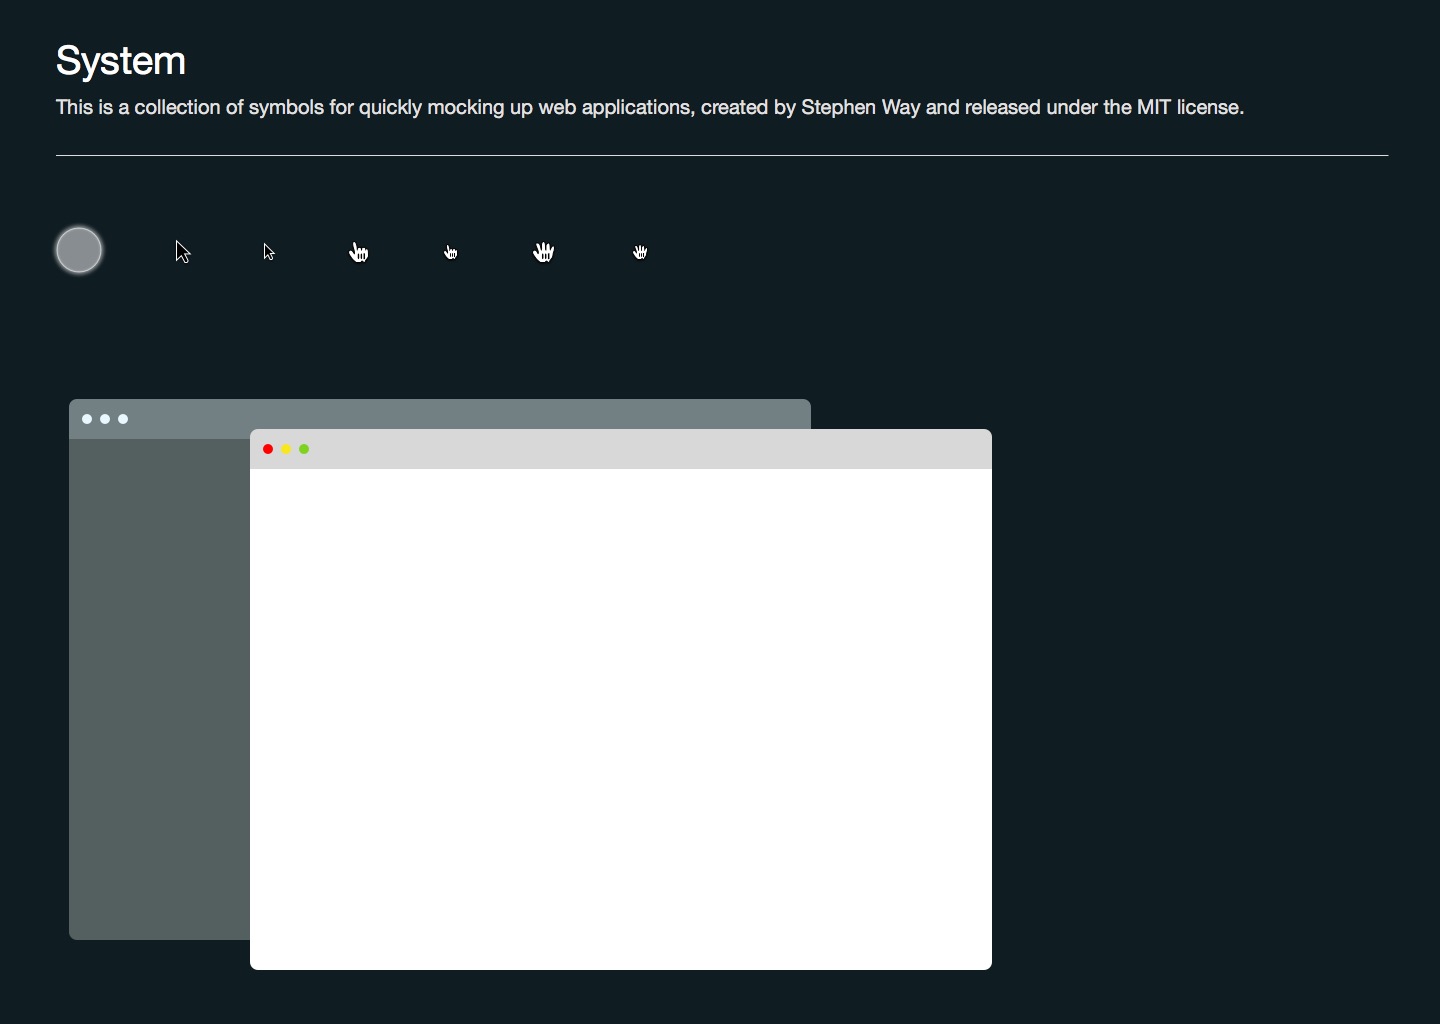 System
This is a collection of symbols for quickly mocking up web applications, created by Stephen Way and released under the MIT license.